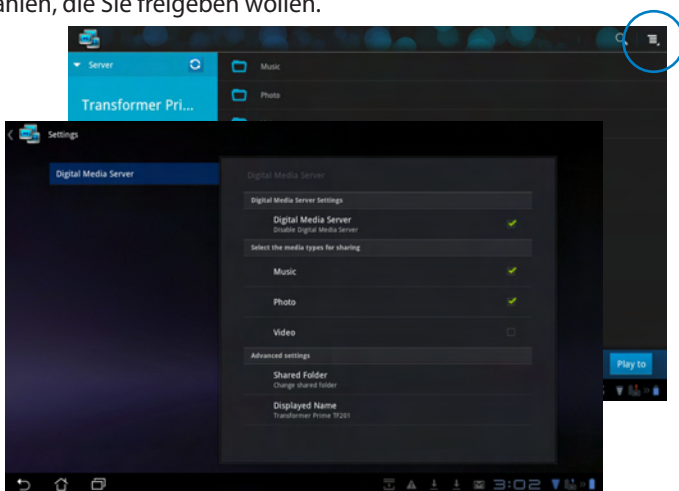 ählen, die Sie freigeben wollen.
Server
Music
Transformer Pri...
Photo
Settings
Digital Media Server
Digital Media Server
Digital Media Server Settings
Digital Media Server
Disable Digital Media Server
Select the media types for sharing
Music
Photo
Video
Advanced settings
Shared Folder
Change shared folder
Displayed Name
Transformer Prime TF201
Play to
3:02